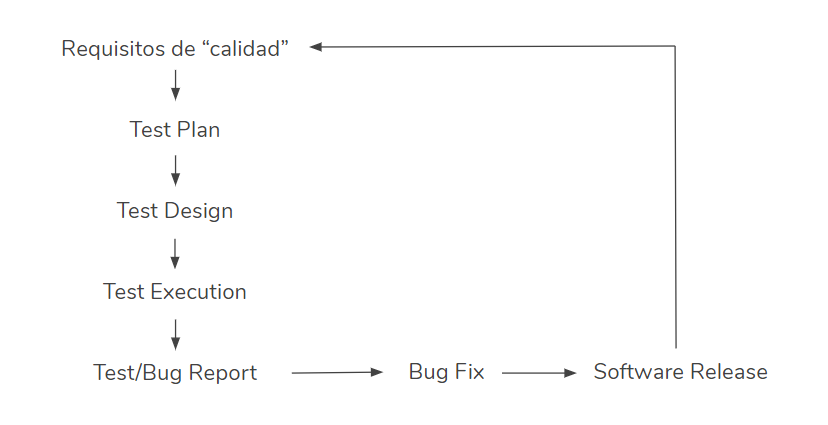 Requisitos de “calidad”
Test Plan
Test Design
Test Execution
Test/Bug Report
Bug Fix
Software Release